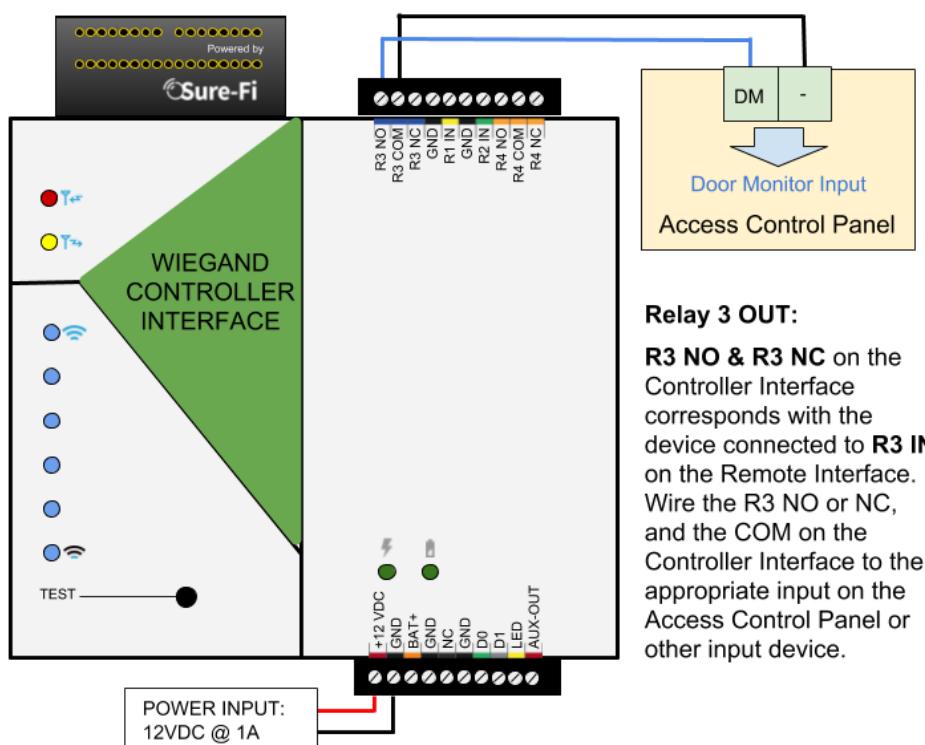 Powered by
Sure-Fi
R3 NO
R3 COM
R3 NC
GND
R1 IN
GND
R2 IN
R4 NO
R4 COM
R4 NC
DM
-
Door Monitor Input
Access Control Panel
WIEGAND
CONTROLLER
INTERFACE
Relay 3 OUT:
R3 NO & R3 NC on the
Controller Interface
corresponds with the
device connected to R3 IN
on the Remote Interface.
Wire the R3 NO or NC,
and the COM on the
Controller Interface to the
appropriate input on the
Access Control Panel or
other input device.
TEST
+12 VDC
GND
BAT+
GND
NC
GND
D0
D1
LED
AUX-OUT
POWER INPUT:
12VDC @ 1A